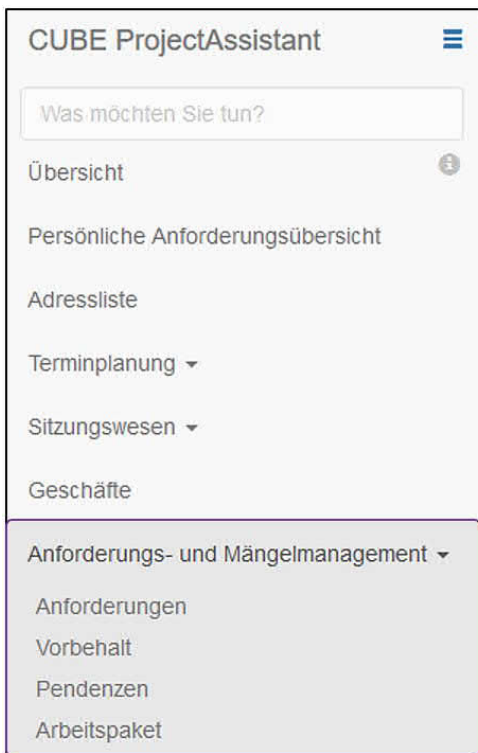 CUBE ProjectAssistant
Was möchten Sie tun?
Übersicht
Persönliche Anforderungsübersicht
Adressliste
Terminplanung
Sitzungswesen
Geschäfte
Anforderungs- und Mängelmanagement
Anforderungen
Vorbehalt
Pendenzen
Arbeitspaket